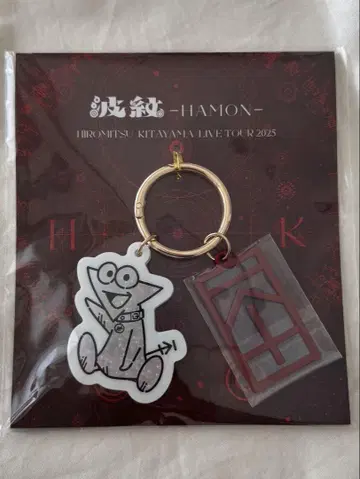 波紋 -HAMON-
HIROMITSU KITAYAMA LIVE TOUR 2025
H K